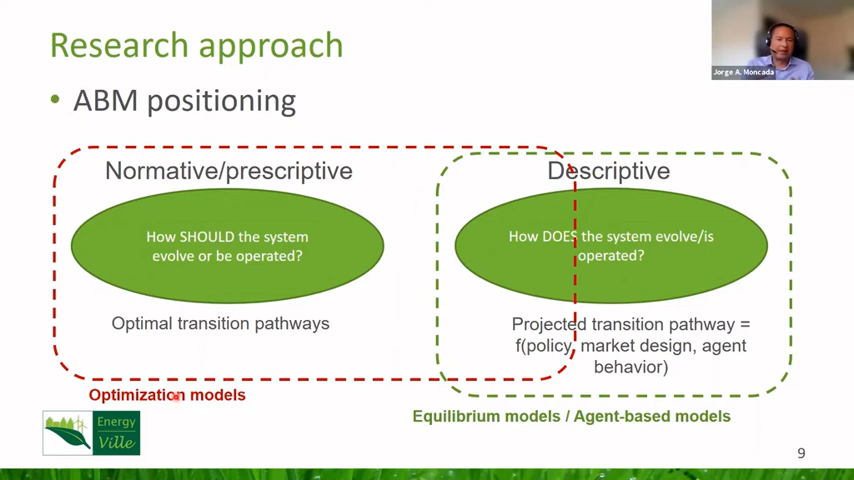 Research approach
• ABM positioning
Jorge A. Moncada
Normative/prescriptive
Descriptive
How SHOULD the system
evolve or be operated?
How DOES the system evolve/is
operated?
Optimal transition pathways
Projected transition pathway =
f(policy, market design, agent
behavior)
Optimization models
Equilibrium models / Agent-based models
Energy
Ville
9